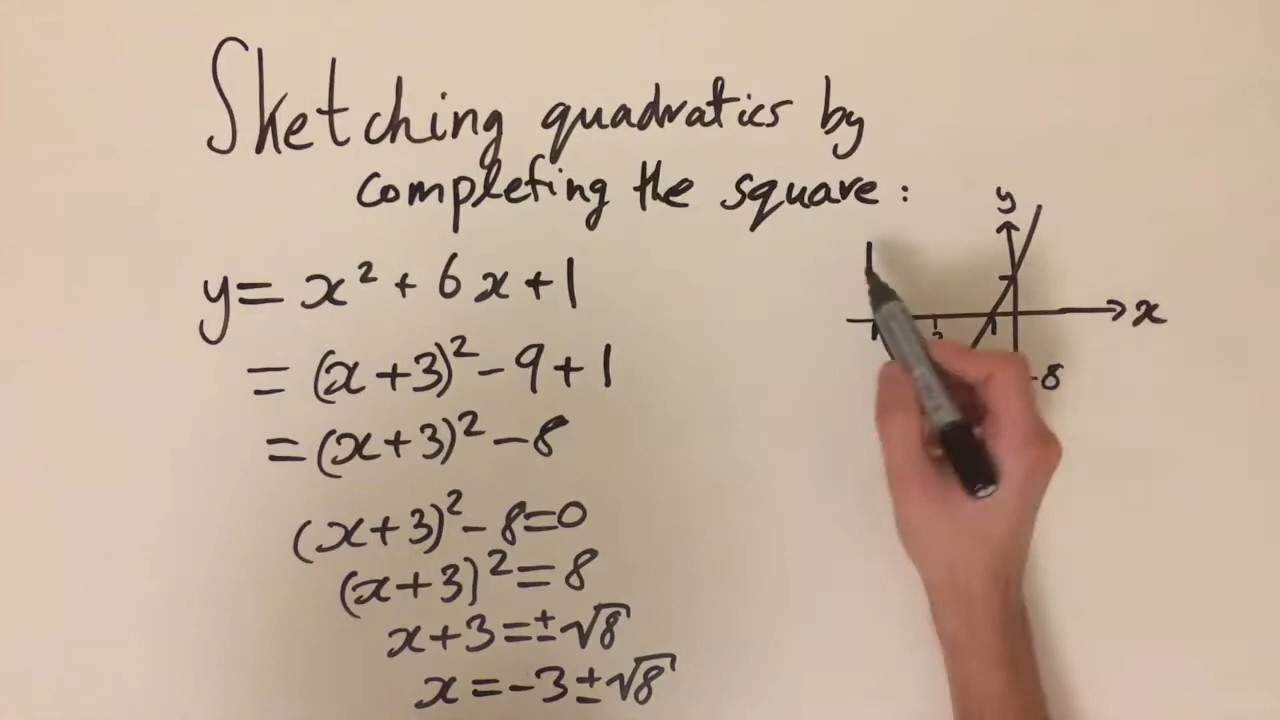 Sketching quadratics by
completing the square:
y = x² + 6x + 1
= (x + 3)² - 9 + 1
= (x + 3)² - 8
(x + 3)² - 8 = 0
(x + 3)² = 8
x + 3 = ±√8
x = -3 ± √8
y
x
-8